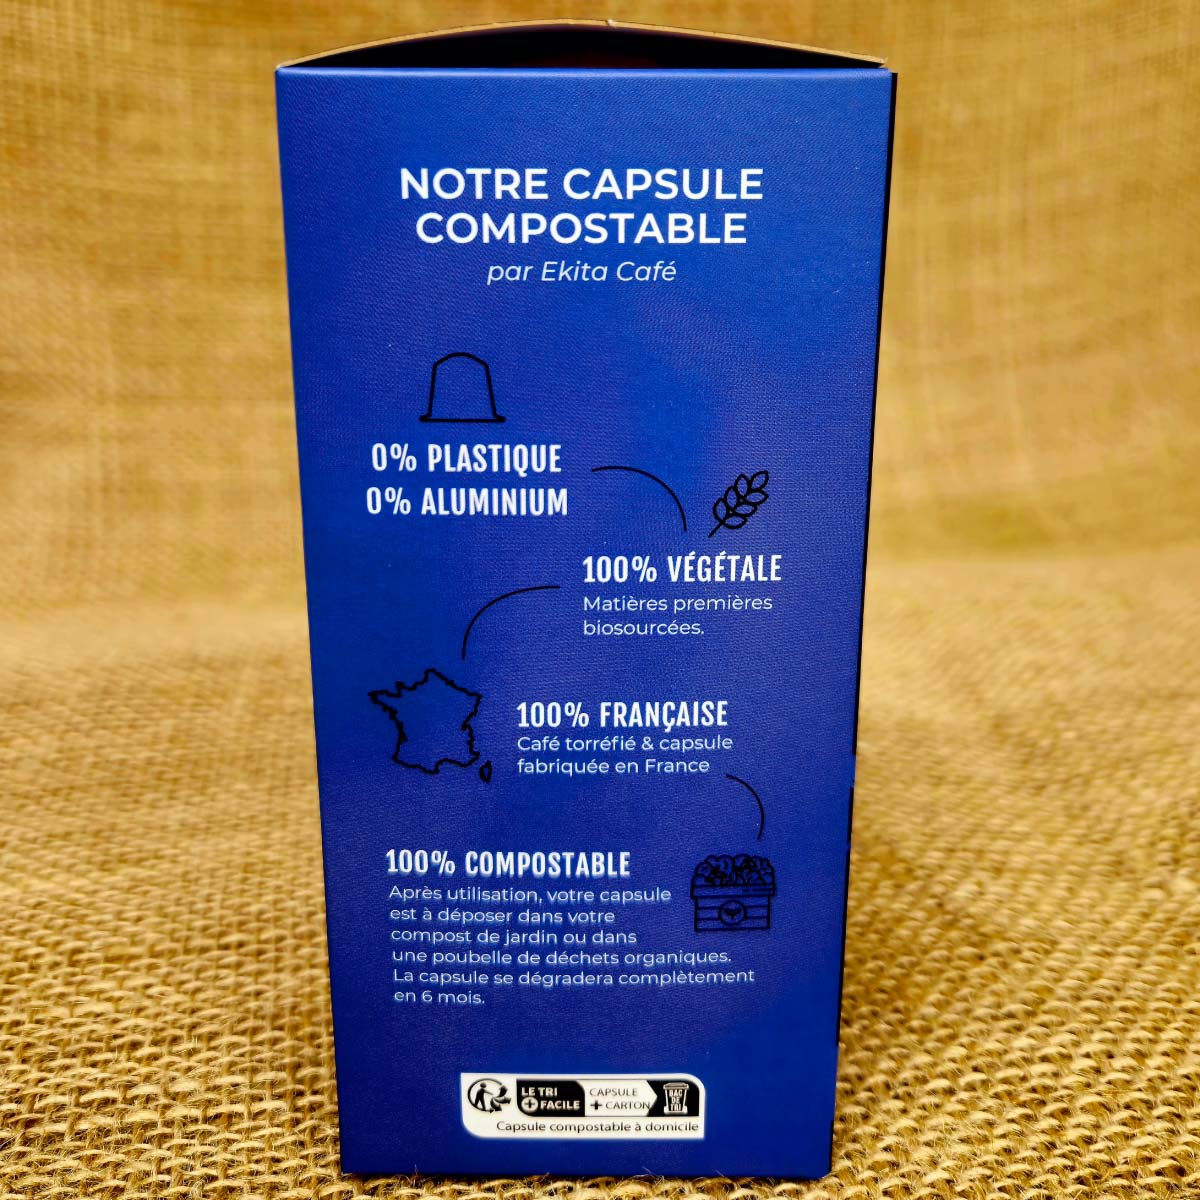 NOTRE CAPSULE
COMPOSTABLE
par Ekita Café
0% PLASTIQUE
0% ALUMINIUM
100% VÉGÉTALE
Matières premières
biosourcées.
100% FRANÇAISE
Café torréfié & capsule
fabriquée en France
100% COMPOSTABLE
Après utilisation, votre capsule
est à déposer dans votre
compost de jardin ou dans
une poubelle de déchets organiques.
La capsule se dégradera complètement
en 6 mois.
LE TRI
+ FACILE
CAPSULE
+ CARTON
BAC
DE
TRI
Capsule compostable à domicile